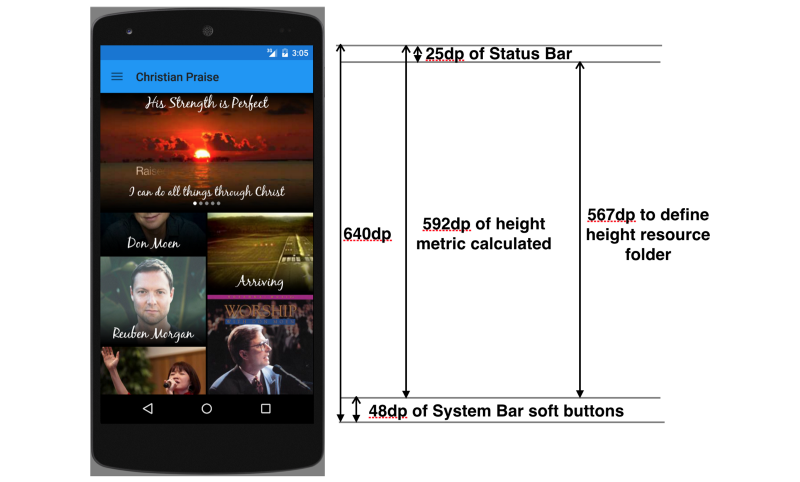 3G 3:05
Christian Praise
His Strength is Perfect
Raise
I can do all things through Christ
Don Moen
Arriving
Reuben Morgan
WORSHIP
25dp of Status Bar
640dp
592dp of height
metric calculated
567dp to define
height resource
folder
48dp of System Bar soft buttons